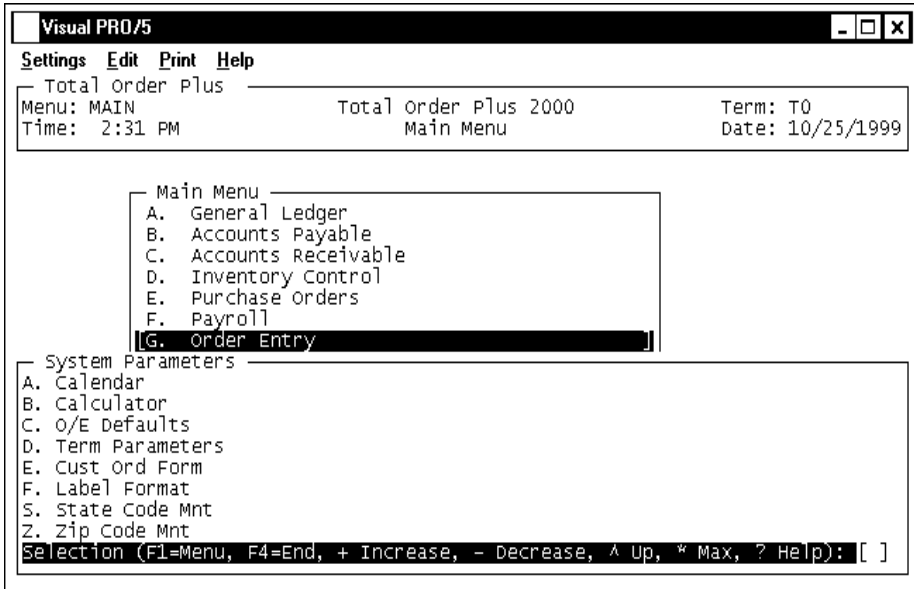 Visual PRO/5
Settings Edit Print Help
Total Order Plus
Menu: MAIN Total Order Plus 2000 Term: T0
Time: 2:31 PM Main Menu Date: 10/25/1999
Main Menu
A. General Ledger
B. Accounts Payable
C. Accounts Receivable
D. Inventory Control
E. Purchase Orders
F. Payroll
[G. Order Entry ]
System Parameters
A. Calendar
B. Calculator
C. O/E Defaults
D. Term Parameters
E. Cust Ord Form
F. Label Format
S. State Code Mnt
Z. Zip Code Mnt
Selection (F1=Menu, F4=End, + Increase, - Decrease, ^ Up, * Max, ? Help): [ ]